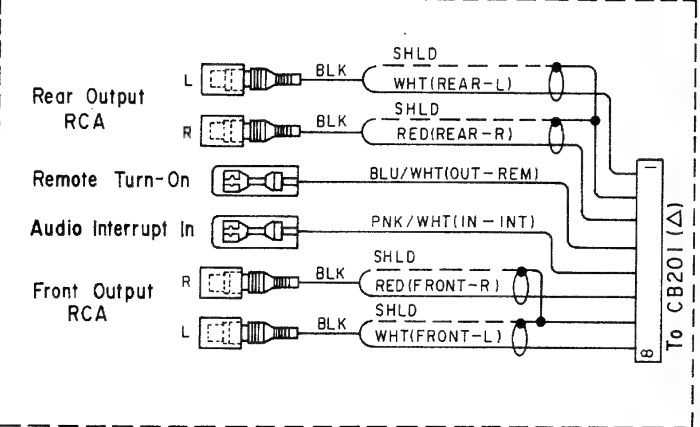 SHLD
L BLK WHT(REAR-L)
Rear Output
RCA
SHLD
R BLK RED(REAR-R)
Remote Turn-On BLU/WHT(OUT-REM)
Audio Interrupt In PNK/WHT(IN-INT)
SHLD
R BLK RED(FRONT-R)
Front Output
RCA
SHLD
L BLK WHT(FRONT-L)
1
8
To CB201(△)